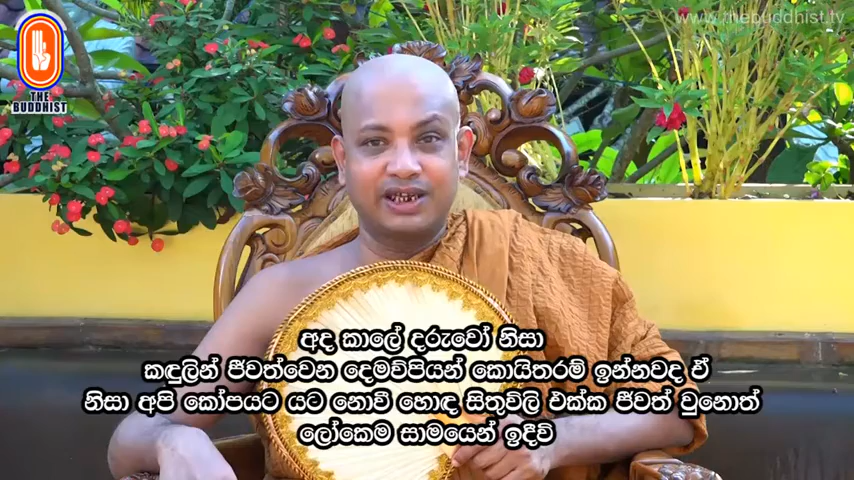 www.thebuddhist.tv
THE
BUDDHIST
අද කාලේ දරුවෝ නිසා
කඳුලින් ජීවත්වෙන දෙමව්පියන් කොයිතරම් ඉන්නවද ඒ
නිසා අපි කෝපයට යට නොවී හොඳ සිතුවිලි එක්ක ජීවත් වුනොත්
ලෝකෙම සාමයෙන් ඉදීවි